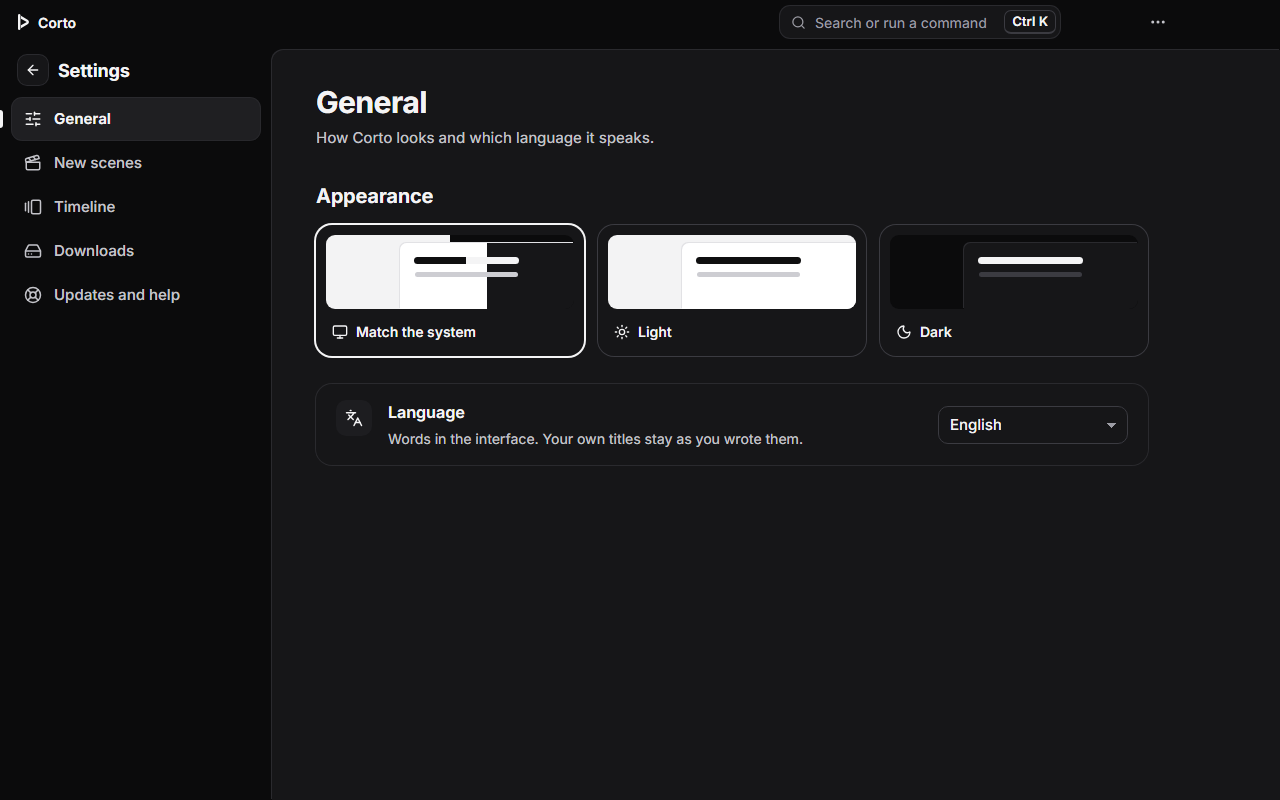 Corto
Search or run a command
Ctrl K
Settings
General
New scenes
Timeline
Downloads
Updates and help
General
How Corto looks and which language it speaks.
Appearance
Match the system
Light
Dark
Language
Words in the interface. Your own titles stay as you wrote them.
English